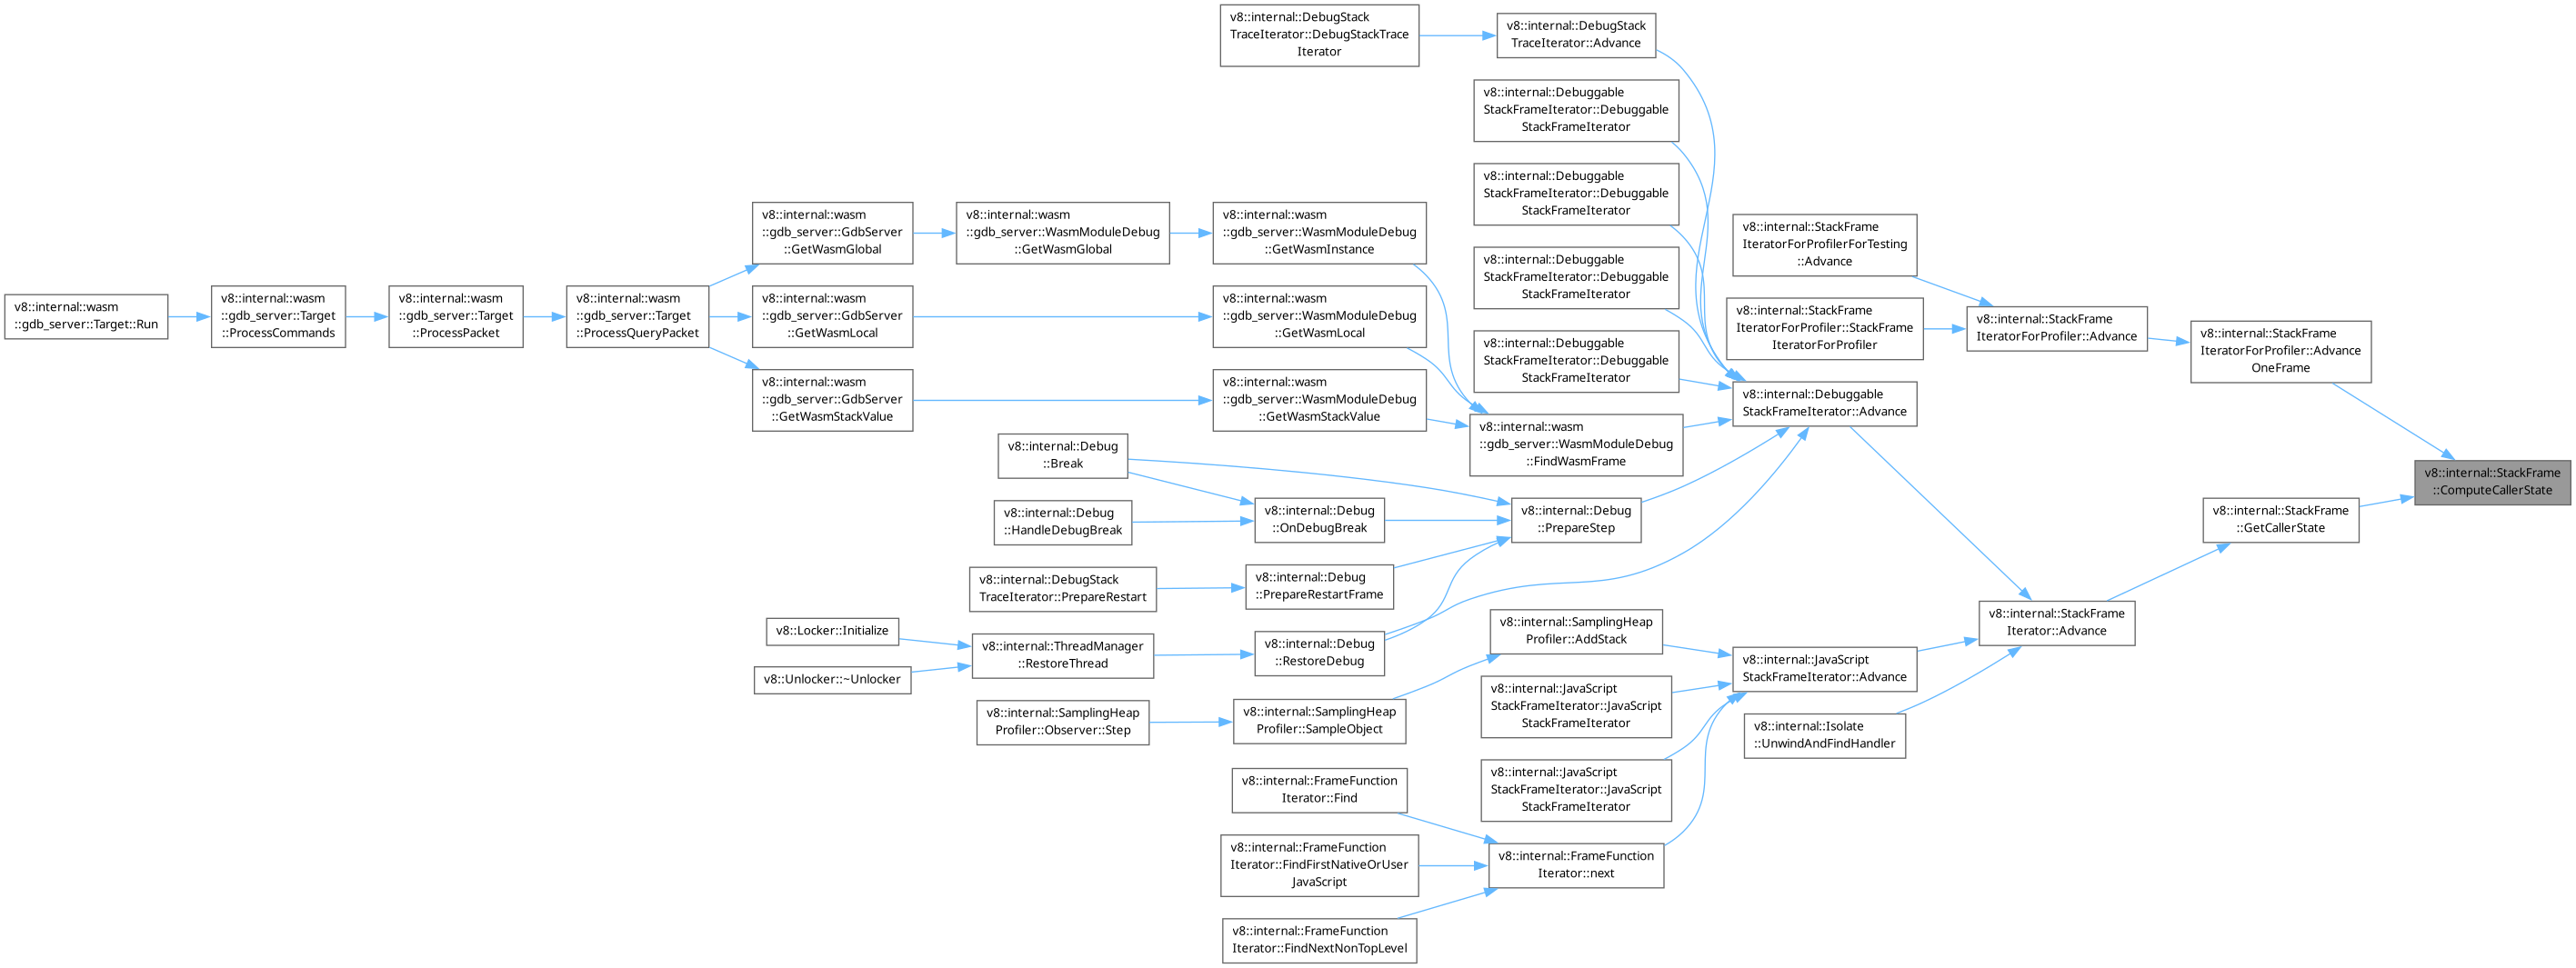 v8::internal::DebugStack
TraceIterator::DebugStackTrace
Iterator
v8::internal::DebugStack
TraceIterator::Advance
v8::internal::Debuggable
StackFrameIterator::Debuggable
StackFrameIterator
v8::internal::Debuggable
StackFrameIterator::Debuggable
StackFrameIterator
v8::internal::Debuggable
StackFrameIterator::Debuggable
StackFrameIterator
v8::internal::Debuggable
StackFrameIterator::Debuggable
StackFrameIterator
v8::internal::wasm
::gdb_server::Target::Run
v8::internal::wasm
::gdb_server::Target
::ProcessCommands
v8::internal::wasm
::gdb_server::Target
::ProcessPacket
v8::internal::wasm
::gdb_server::Target
::ProcessQueryPacket
v8::internal::wasm
::gdb_server::GdbServer
::GetWasmGlobal
v8::internal::wasm
::gdb_server::GdbServer
::GetWasmLocal
v8::internal::wasm
::gdb_server::GdbServer
::GetWasmStackValue
v8::internal::wasm
::gdb_server::WasmModuleDebug
::GetWasmGlobal
v8::internal::wasm
::gdb_server::WasmModuleDebug
::GetWasmInstance
v8::internal::wasm
::gdb_server::WasmModuleDebug
::GetWasmLocal
v8::internal::wasm
::gdb_server::WasmModuleDebug
::GetWasmStackValue
v8::internal::wasm
::gdb_server::WasmModuleDebug
::FindWasmFrame
v8::internal::StackFrame
IteratorForProfilerForTesting
::Advance
v8::internal::StackFrame
IteratorForProfiler::StackFrame
IteratorForProfiler
v8::internal::StackFrame
IteratorForProfiler::Advance
v8::internal::StackFrame
IteratorForProfiler::Advance
OneFrame
v8::internal::Debuggable
StackFrameIterator::Advance
v8::internal::StackFrame
::ComputeCallerState
v8::internal::StackFrame
::GetCallerState
v8::internal::StackFrame
Iterator::Advance
v8::internal::Debug
::Break
v8::internal::Debug
::HandleDebugBreak
v8::internal::Debug
::OnDebugBreak
v8::internal::Debug
::PrepareStep
v8::internal::DebugStack
TraceIterator::PrepareRestart
v8::internal::Debug
::PrepareRestartFrame
v8::Locker::Initialize
v8::Unlocker::~Unlocker
v8::internal::ThreadManager
::RestoreThread
v8::internal::Debug
::RestoreDebug
v8::internal::SamplingHeap
Profiler::AddStack
v8::internal::SamplingHeap
Profiler::Observer::Step
v8::internal::SamplingHeap
Profiler::SampleObject
v8::internal::JavaScript
StackFrameIterator::JavaScript
StackFrameIterator
v8::internal::JavaScript
StackFrameIterator::JavaScript
StackFrameIterator
v8::internal::JavaScript
StackFrameIterator::Advance
v8::internal::Isolate
::UnwindAndFindHandler
v8::internal::FrameFunction
Iterator::Find
v8::internal::FrameFunction
Iterator::FindFirstNativeOrUser
JavaScript
v8::internal::FrameFunction
Iterator::FindNextNonTopLevel
v8::internal::FrameFunction
Iterator::next